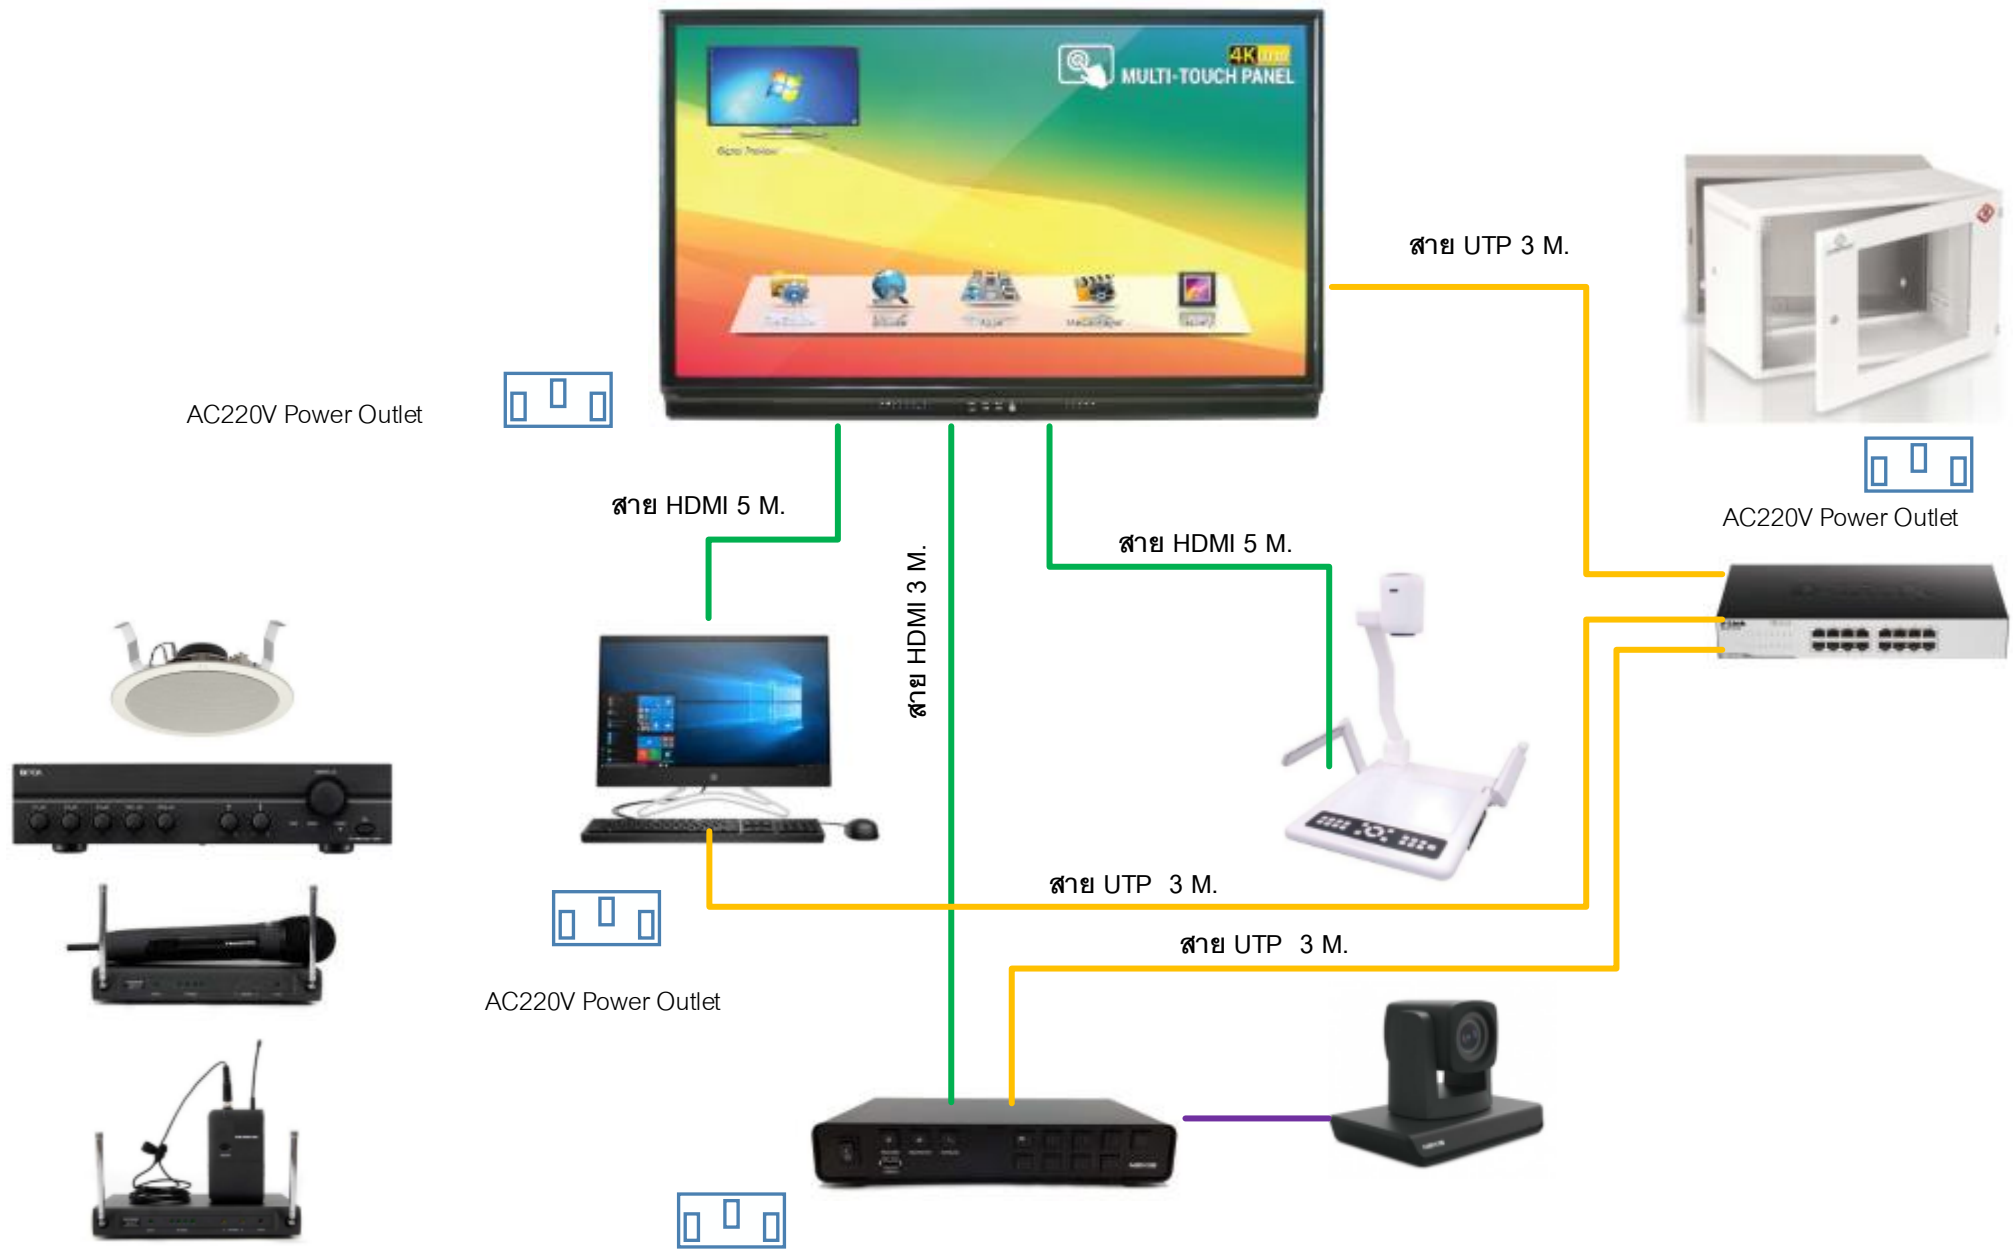 4K
MULTI-TOUCH PANEL
สาย UTP 3 M.
AC220V Power Outlet
สาย HDMI 5 M.
AC220V Power Outlet
สาย HDMI 5 M.
สาย HDMI 3 M.
สาย UTP 3 M.
สาย UTP 3 M.
AC220V Power Outlet